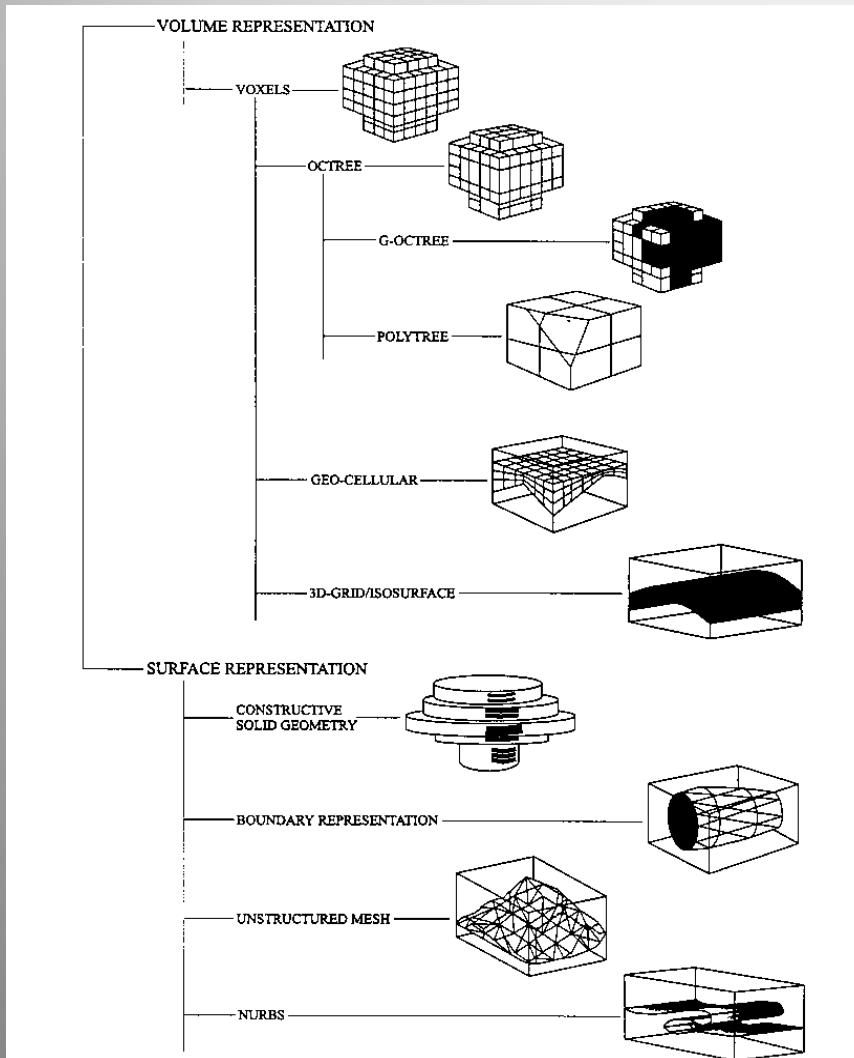 VOLUME REPRESENTATION
VOXELS
OCTREE
G-OCTREE
POLYTREE
GEO-CELLULAR
3D-GRID/ISOSURFACE
SURFACE REPRESENTATION
CONSTRUCTIVE
SOLID GEOMETRY
BOUNDARY REPRESENTATION
UNSTRUCTURED MESH
NURBS